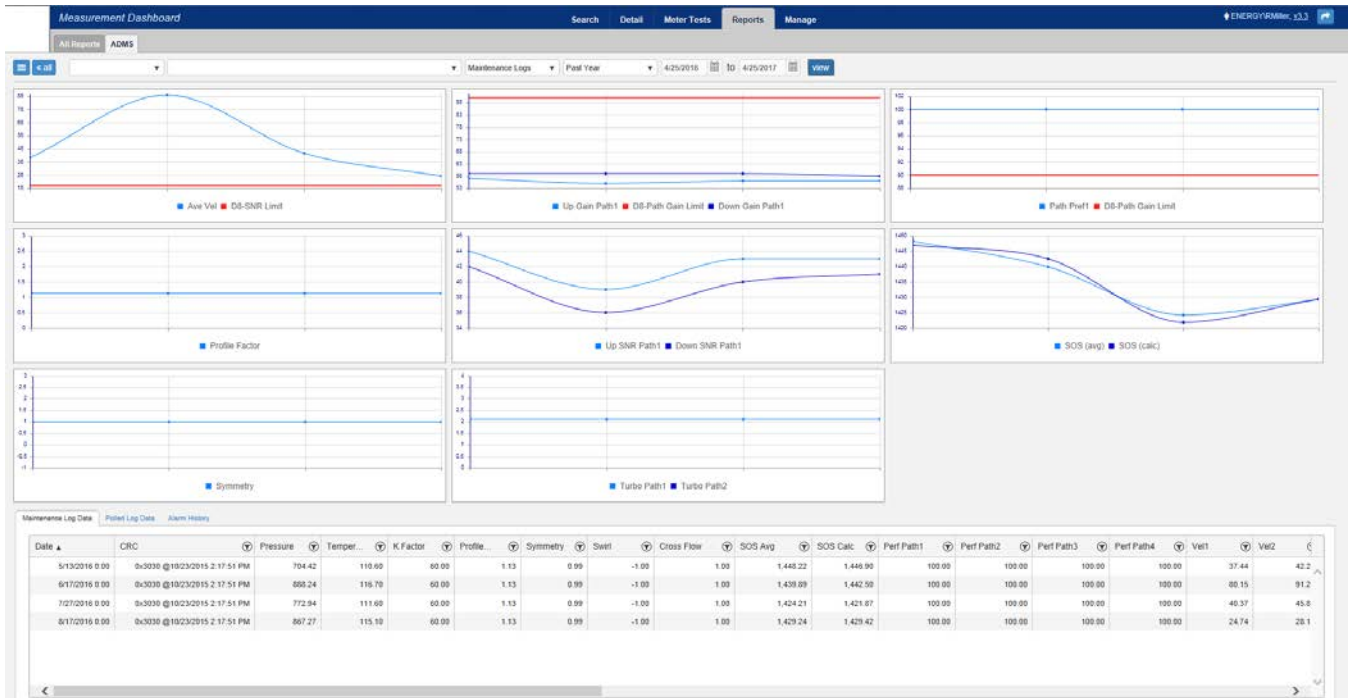 Measurement Dashboard Search Detail Meter Tests Reports Manage ENERGY\RMiller, v3.3
All Reports ADMS
< all Maintenance Logs Past Year 4/25/2016 to 4/25/2017 view
Ave Vel D8-SNR Limit
Up Gain Path1 D8-Path Gain Limit Down Gain Path1
Path Pref1 D8-Path Gain Limit
Profile Factor
Up SNR Path1 Down SNR Path1
SOS (avg) SOS (calc)
Symmetry
Turbo Path1 Turbo Path2
Maintenance Log Data Polled Log Data Alarm History
Date CRC Pressure Temper... K.Factor Profile... Symmetry Swirl Cross Flow SOS Avg SOS Calc Perf Path1 Perf Path2 Perf Path3 Perf Path4 Vel1 Vel2
5/13/2016 0:00 0x3030 @10/23/2015 2:17:51 PM 704.42 110.60 60.00 1.13 0.99 -1.00 1.00 1,448.22 1,446.90 100.00 100.00 100.00 100.00 37.44 42.2
6/17/2016 0:00 0x3030 @10/23/2015 2:17:51 PM 888.24 116.70 60.00 1.13 0.99 -1.00 1.00 1,439.89 1,442.50 100.00 100.00 100.00 100.00 80.15 91.2
7/27/2016 0:00 0x3030 @10/23/2015 2:17:51 PM 772.94 111.60 60.00 1.13 0.99 -1.00 1.00 1,424.21 1,421.87 100.00 100.00 100.00 100.00 40.37 45.8
8/17/2016 0:00 0x3030 @10/23/2015 2:17:51 PM 867.27 115.10 60.00 1.13 0.99 -1.00 1.00 1,429.24 1,429.42 100.00 100.00 100.00 100.00 24.74 28.1